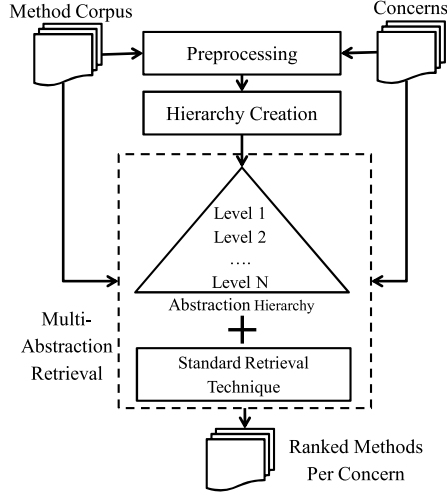 Method Corpus
Concerns
Preprocessing
Hierarchy Creation
Level 1
Level 2
....
Level N
Abstraction Hierarchy
+
Multi-
Abstraction
Retrieval
Standard Retrieval
Technique
Ranked Methods
Per Concern